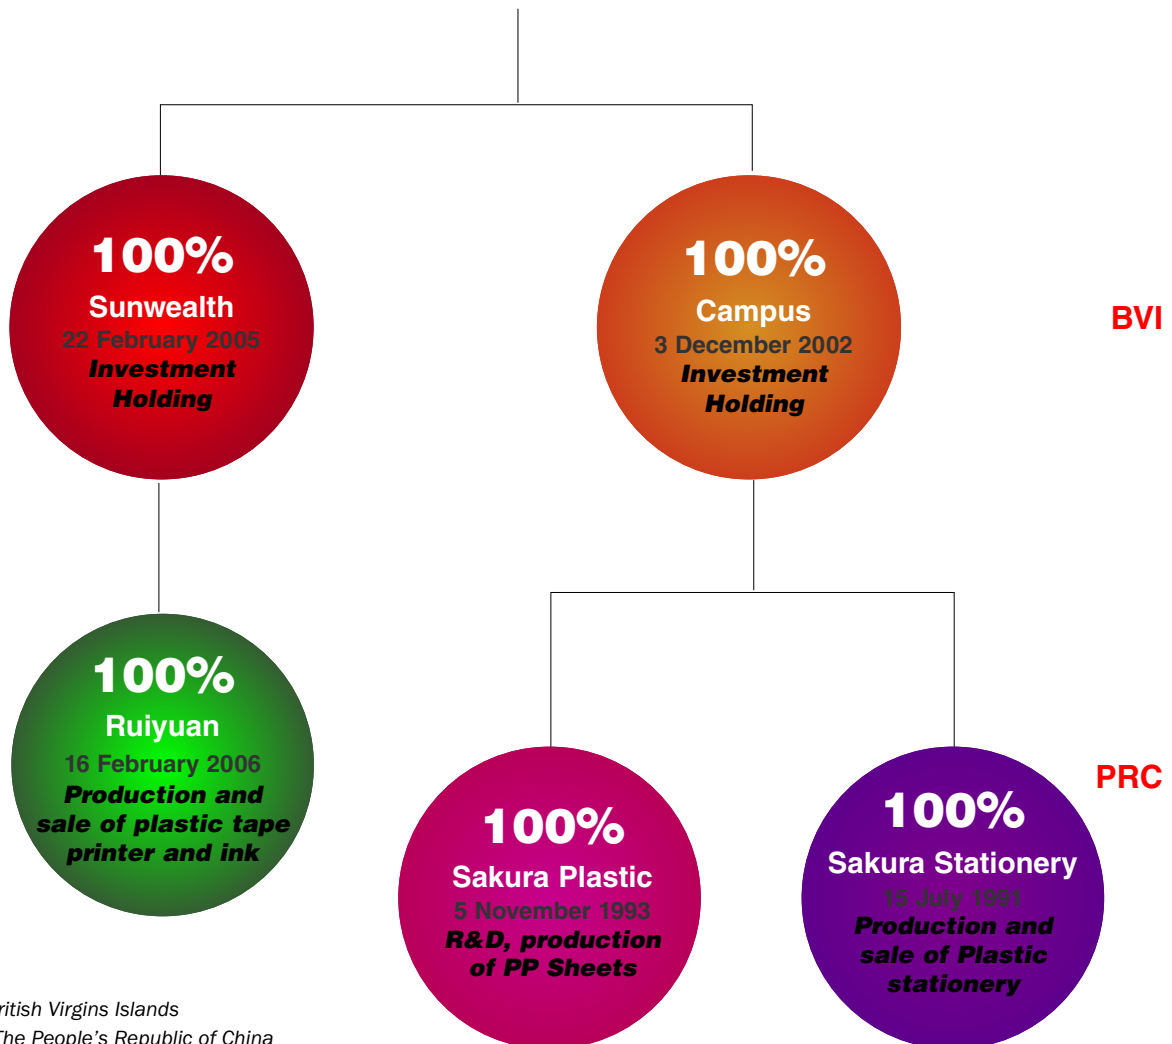 100%
Sunwealth
22 February 2005
Investment
Holding
100%
Campus
3 December 2002
Investment
Holding
BVI
100%
Ruiyuan
16 February 2006
Production and
sale of plastic tape
printer and ink
100%
Sakura Plastic
5 November 1993
R&D, production
of PP Sheets
100%
Sakura Stationery
15 July 1991
Production and
sale of Plastic
stationery
PRC
Virgins Islands
The People's Republic of China